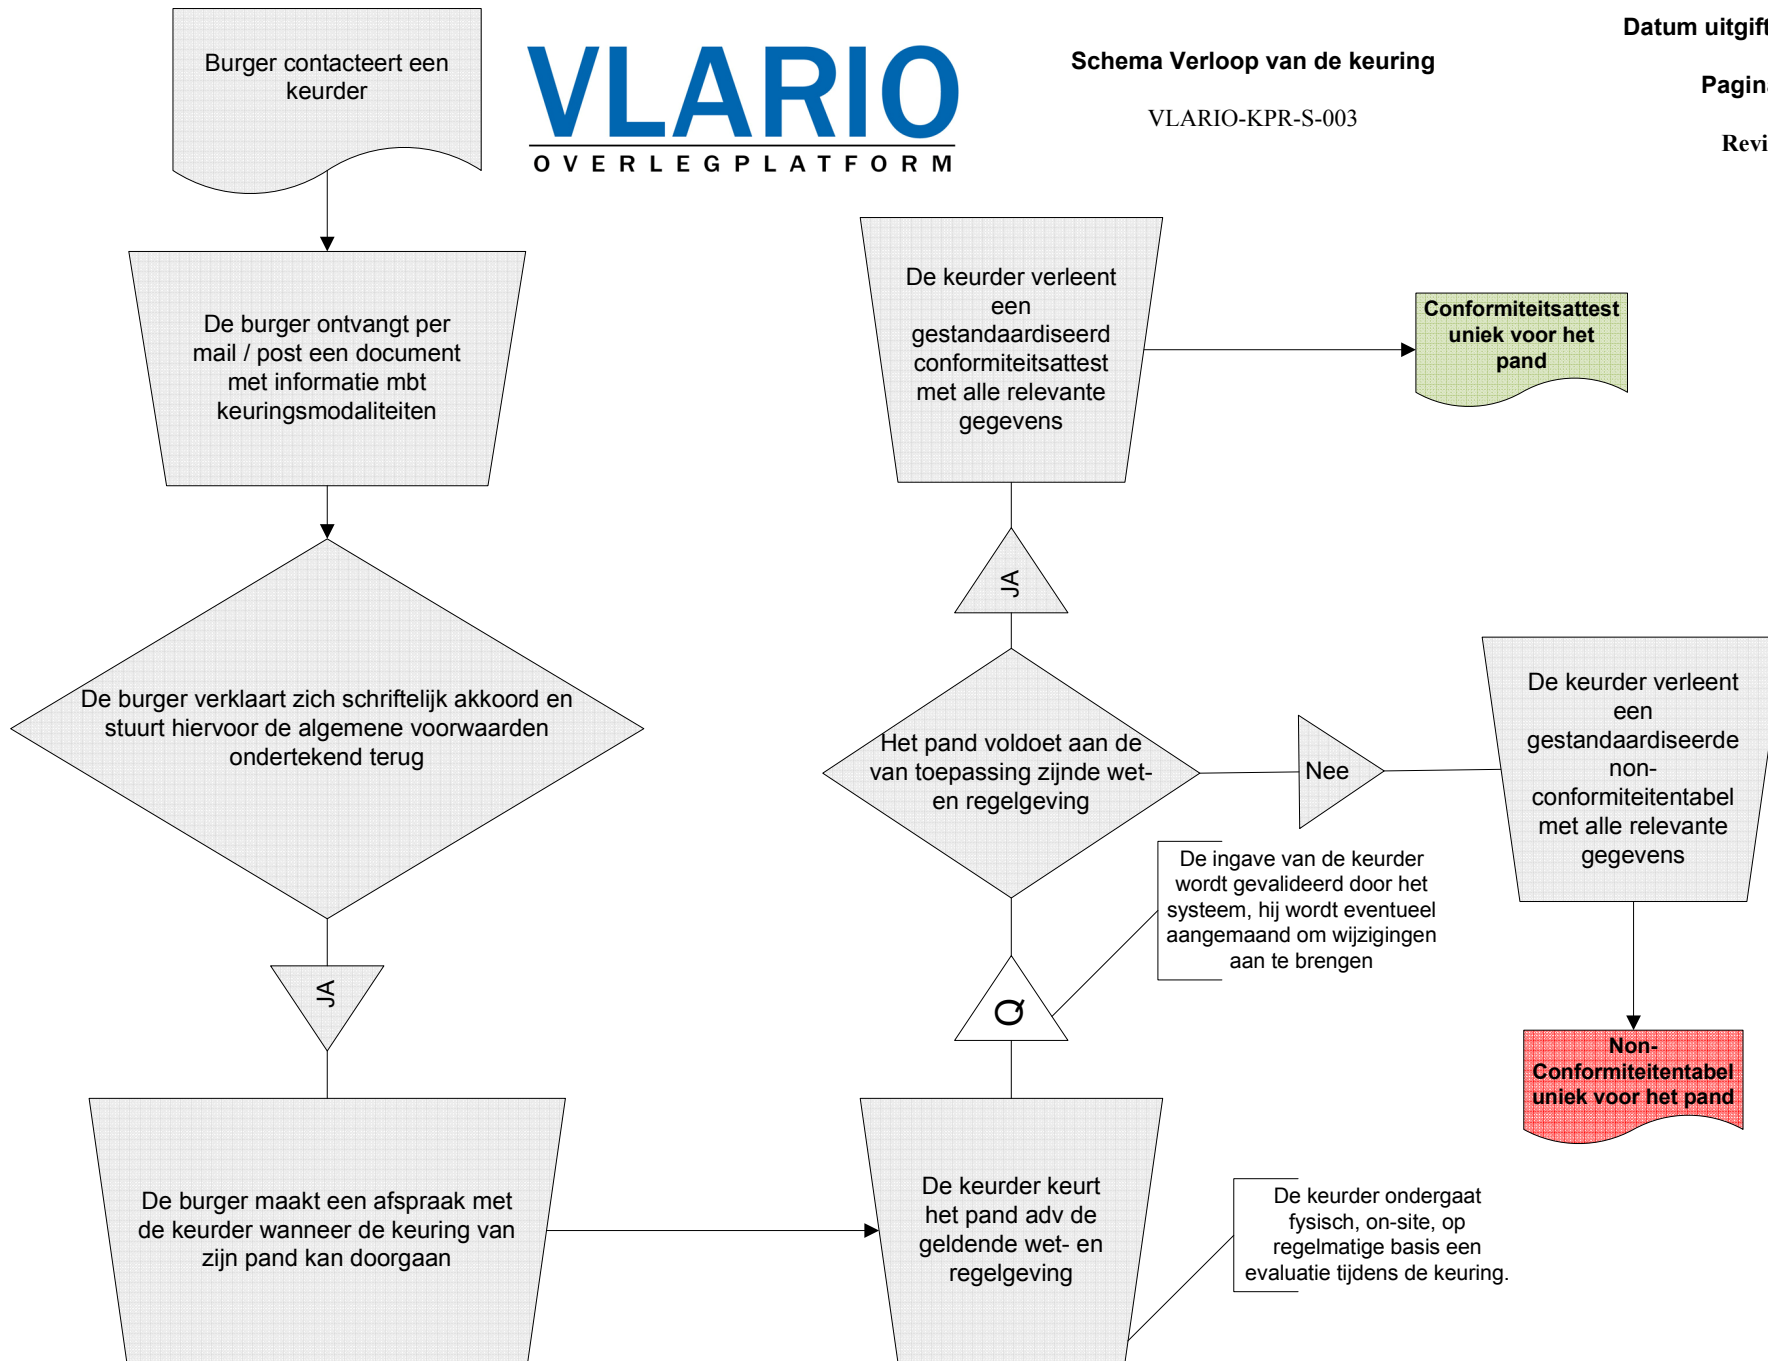 Burger contacteert een
keurder
VLARIO
OVERLEGPLATFORM
Schema Verloop van de keuring
VLARIO-KPR-S-003
Datum uitgift
Pagina
Revi
De burger ontvangt per
mail / post een document
met informatie mbt
keuringsmodaliteiten
De burger verklaart zich schriftelijk akkoord en
stuurt hiervoor de algemene voorwaarden
ondertekend terug
JA
De burger maakt een afspraak met
de keurder wanneer de keuring van
zijn pand kan doorgaan
De keurder keurt
het pand adv de
geldende wet- en
regelgeving
De keurder ondergaat
fysisch, on-site, op
regelmatige basis een
evaluatie tijdens de keuring.
Q
De ingave van de keurder
wordt gevalideerd door het
systeem, hij wordt eventueel
aangemaand om wijzigingen
aan te brengen
Het pand voldoet aan de
van toepassing zijnde wet-
en regelgeving
JA
De keurder verleent
een
gestandaardiseerd
conformiteitsattest
met alle relevante
gegevens
Conformiteitsattest
uniek voor het
pand
Nee
De keurder verleent
een
gestandaardiseerde
non-
conformiteitentabel
met alle relevante
gegevens
Non-
Conformiteitentabel
uniek voor het pand